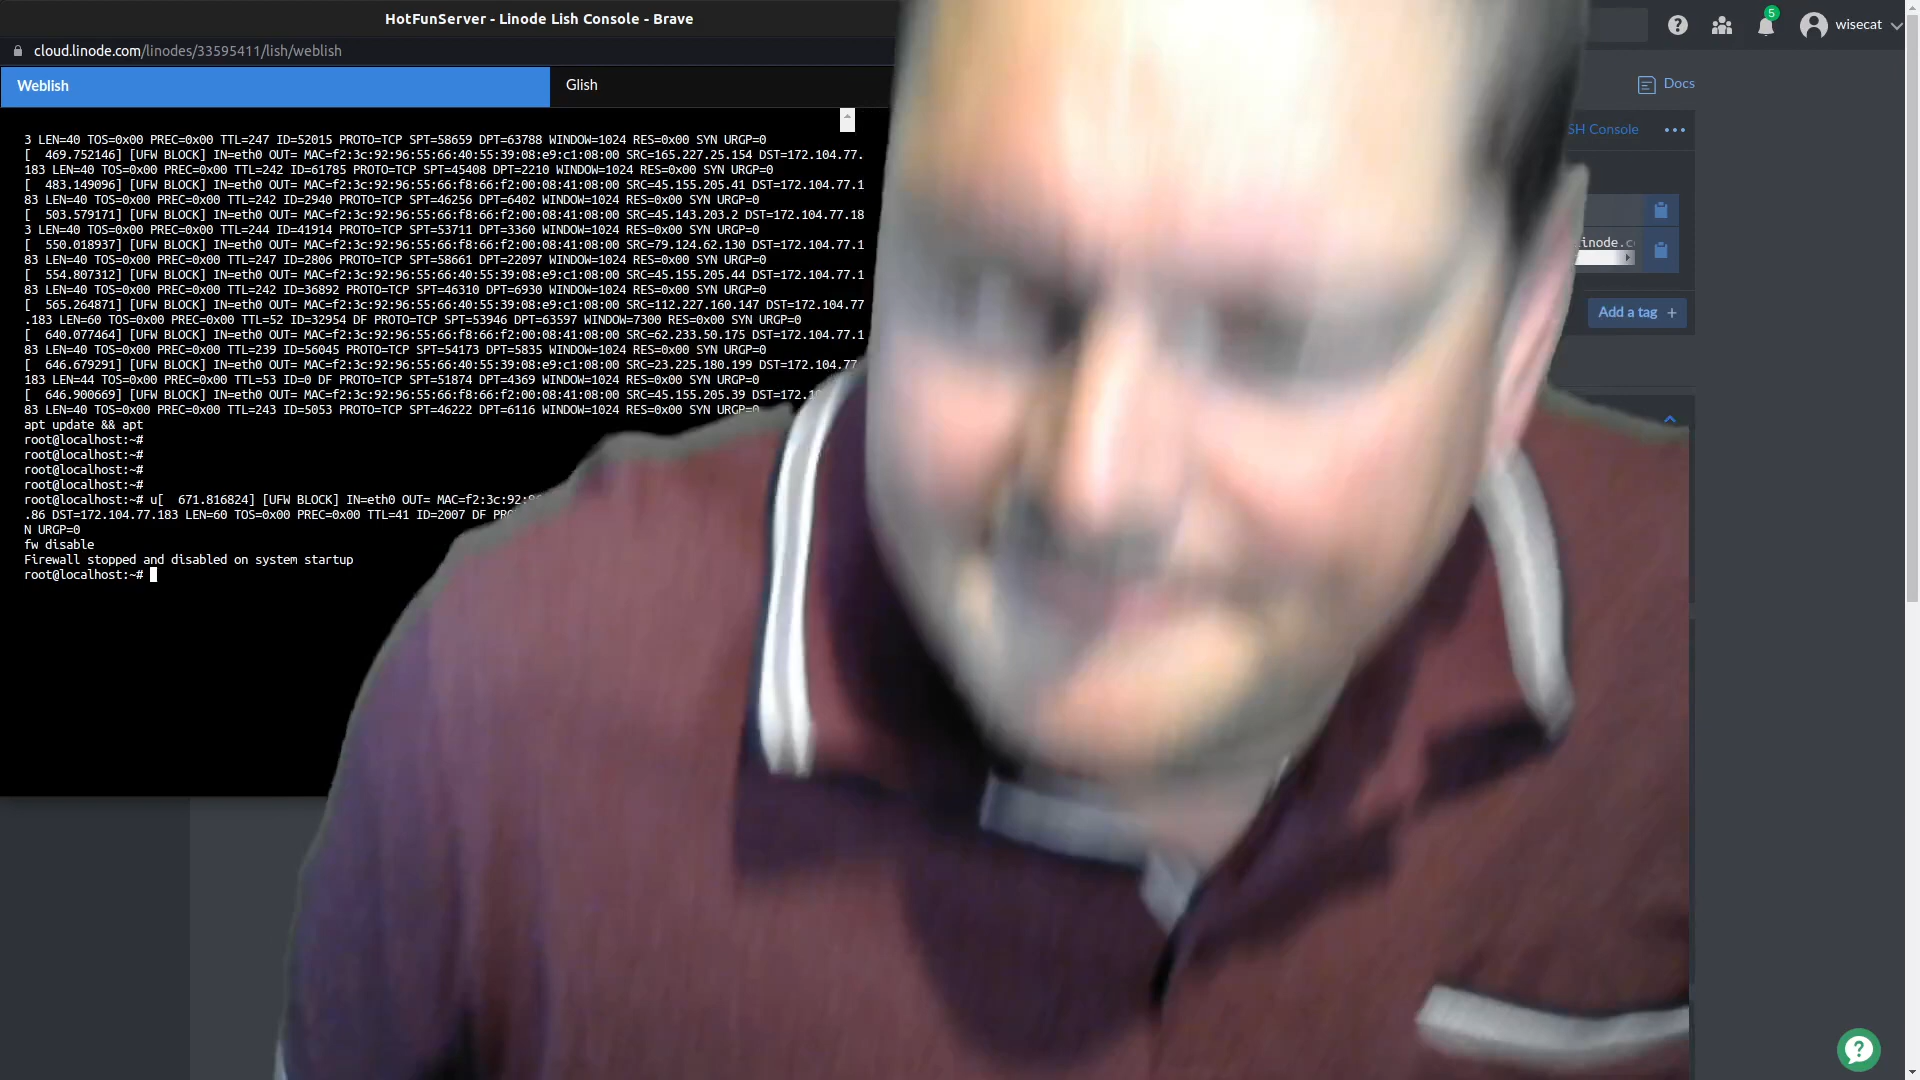 HotFunServer - Linode Lish Console - Brave
cloud.linode.com/linodes/33595411/lish/weblish
5
wisecat
Weblish
Glish
Docs
SH Console
3 LEN=40 TOS=0x00 PREC=0x00 TTL=247 ID=52015 PROTO=TCP SPT=58659 DPT=63788 WINDOW=1024 RES=0x00 SYN URGP=0
[  469.752146] [UFW BLOCK] IN=eth0 OUT= MAC=f2:3c:92:96:55:66:40:55:39:08:e9:c1:08:00 SRC=165.227.25.154 DST=172.104.77.
183 LEN=40 TOS=0x00 PREC=0x00 TTL=242 ID=61785 PROTO=TCP SPT=45408 DPT=2210 WINDOW=1024 RES=0x00 SYN URGP=0
[  483.149096] [UFW BLOCK] IN=eth0 OUT= MAC=f2:3c:92:96:55:66:f8:66:f2:00:08:41:08:00 SRC=45.155.205.41 DST=172.104.77.1
83 LEN=40 TOS=0x00 PREC=0x00 TTL=242 ID=2940 PROTO=TCP SPT=46256 DPT=6402 WINDOW=1024 RES=0x00 SYN URGP=0
[  503.579171] [UFW BLOCK] IN=eth0 OUT= MAC=f2:3c:92:96:55:66:f8:66:f2:00:08:41:08:00 SRC=45.143.203.2 DST=172.104.77.18
3 LEN=40 TOS=0x00 PREC=0x00 TTL=244 ID=41914 PROTO=TCP SPT=53711 DPT=3360 WINDOW=1024 RES=0x00 SYN URGP=0
[  550.018937] [UFW BLOCK] IN=eth0 OUT= MAC=f2:3c:92:96:55:66:f8:66:f2:00:08:41:08:00 SRC=79.124.62.130 DST=172.104.77.1
83 LEN=40 TOS=0x00 PREC=0x00 TTL=247 ID=2806 PROTO=TCP SPT=58661 DPT=22097 WINDOW=1024 RES=0x00 SYN URGP=0
[  554.807312] [UFW BLOCK] IN=eth0 OUT= MAC=f2:3c:92:96:55:66:f8:66:f2:00:08:41:08:00 SRC=45.155.205.44 DST=172.104.77.1
83 LEN=40 TOS=0x00 PREC=0x00 TTL=242 ID=36892 PROTO=TCP SPT=46310 DPT=6930 WINDOW=1024 RES=0x00 SYN URGP=0
[  565.264871] [UFW BLOCK] IN=eth0 OUT= MAC=f2:3c:92:96:55:66:40:55:39:08:e9:c1:08:00 SRC=112.227.160.147 DST=172.104.77
.183 LEN=60 TOS=0x00 PREC=0x00 TTL=52 ID=32954 DF PROTO=TCP SPT=53946 DPT=63597 WINDOW=7300 RES=0x00 SYN URGP=0
[  640.077464] [UFW BLOCK] IN=eth0 OUT= MAC=f2:3c:92:96:55:66:f8:66:f2:00:08:41:08:00 SRC=62.233.50.175 DST=172.104.77.1
83 LEN=40 TOS=0x00 PREC=0x00 TTL=239 ID=56045 PROTO=TCP SPT=54173 DPT=5835 WINDOW=1024 RES=0x00 SYN URGP=0
[  646.679291] [UFW BLOCK] IN=eth0 OUT= MAC=f2:3c:92:96:55:66:40:55:39:08:e9:c1:08:00 SRC=23.225.180.199 DST=172.104.77
183 LEN=44 TOS=0x00 PREC=0x00 TTL=53 ID=0 DF PROTO=TCP SPT=51874 DPT=4369 WINDOW=1024 RES=0x00 SYN URGP=0
[  646.900669] [UFW BLOCK] IN=eth0 OUT= MAC=f2:3c:92:96:55:66:f8:66:f2:00:08:41:08:00 SRC=45.155.205.39 DST=172.10
83 LEN=40 TOS=0x00 PREC=0x00 TTL=243 ID=5053 PROTO=TCP SPT=46222 DPT=6116 WINDOW=1024 RES=0x00 SYN URGP=0
apt update && apt
root@localhost:~#
root@localhost:~#
root@localhost:~#
root@localhost:~#
root@localhost:~# u[  671.816824] [UFW BLOCK] IN=eth0 OUT= MAC=f2:3c:92:9
.86 DST=172.104.77.183 LEN=60 TOS=0x00 PREC=0x00 TTL=41 ID=2007 DF PRO
N URGP=0
fw disable
Firewall stopped and disabled on system startup
root@localhost:~#
inode.c
Add a tag +